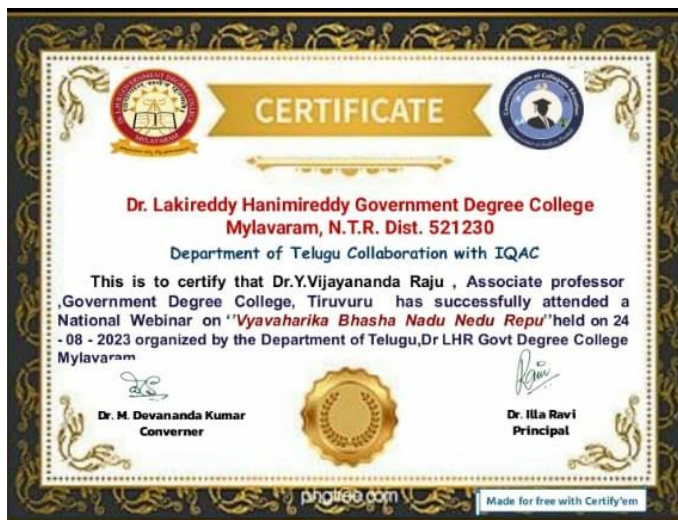 CERTIFICATE
MYLAVARAM
Dr. Lakireddy Hanimireddy Government Degree College
Mylavaram, N.T.R. Dist. 521230
Department of Telugu Collaboration with IQAC
This is to certify that Dr.Y.Vijayananda Raju , Associate professor
,Government Degree College, Tiruvuru has successfully attended a
National Webinar on ‘'Vyavaharika Bhasha Nadu Nedu Repu''held on 24
- 08 - 2023 organized by the Department of Telugu,Dr LHR Govt Degree College
Mylavaram
Dr. M. Devananda Kumar
Converner
Dr. Illa Ravi
Principal
pngtree.com
Made for free with Certify'em